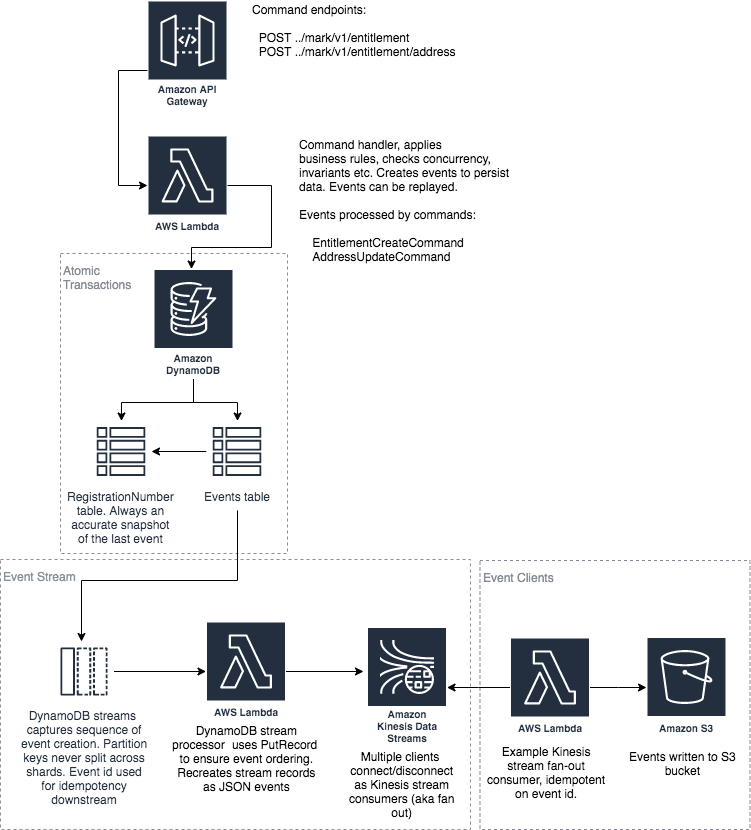 Command endpoints:
POST ../mark/v1/entitlement
POST ../mark/v1/entitlement/address
Amazon API
Gateway
Command handler, applies
business rules, checks concurrency,
invariants etc. Creates events to persist
data. Events can be replayed.
Events processed by commands:
EntitlementCreateCommand
AddressUpdateCommand
AWS Lambda
Atomic
Transactions
Amazon
DynamoDB
RegistrationNumber
table. Always an
accurate snapshot
of the last event
Events table
Event Stream
DynamoDB streams
captures sequence of
event creation. Partition
keys never split across
shards. Event id used
for idempotency
downstream
AWS Lambda
DynamoDB stream
processor uses PutRecord
to ensure event ordering.
Recreates stream records
as JSON events
Amazon
Kinesis Data
Streams
Multiple clients
connect/disconnect
as Kinesis stream
consumers (aka fan
out)
Event Clients
AWS Lambda
Example Kinesis
stream fan-out
consumer, idempotent
on event id.
Amazon S3
Events written to S3
bucket